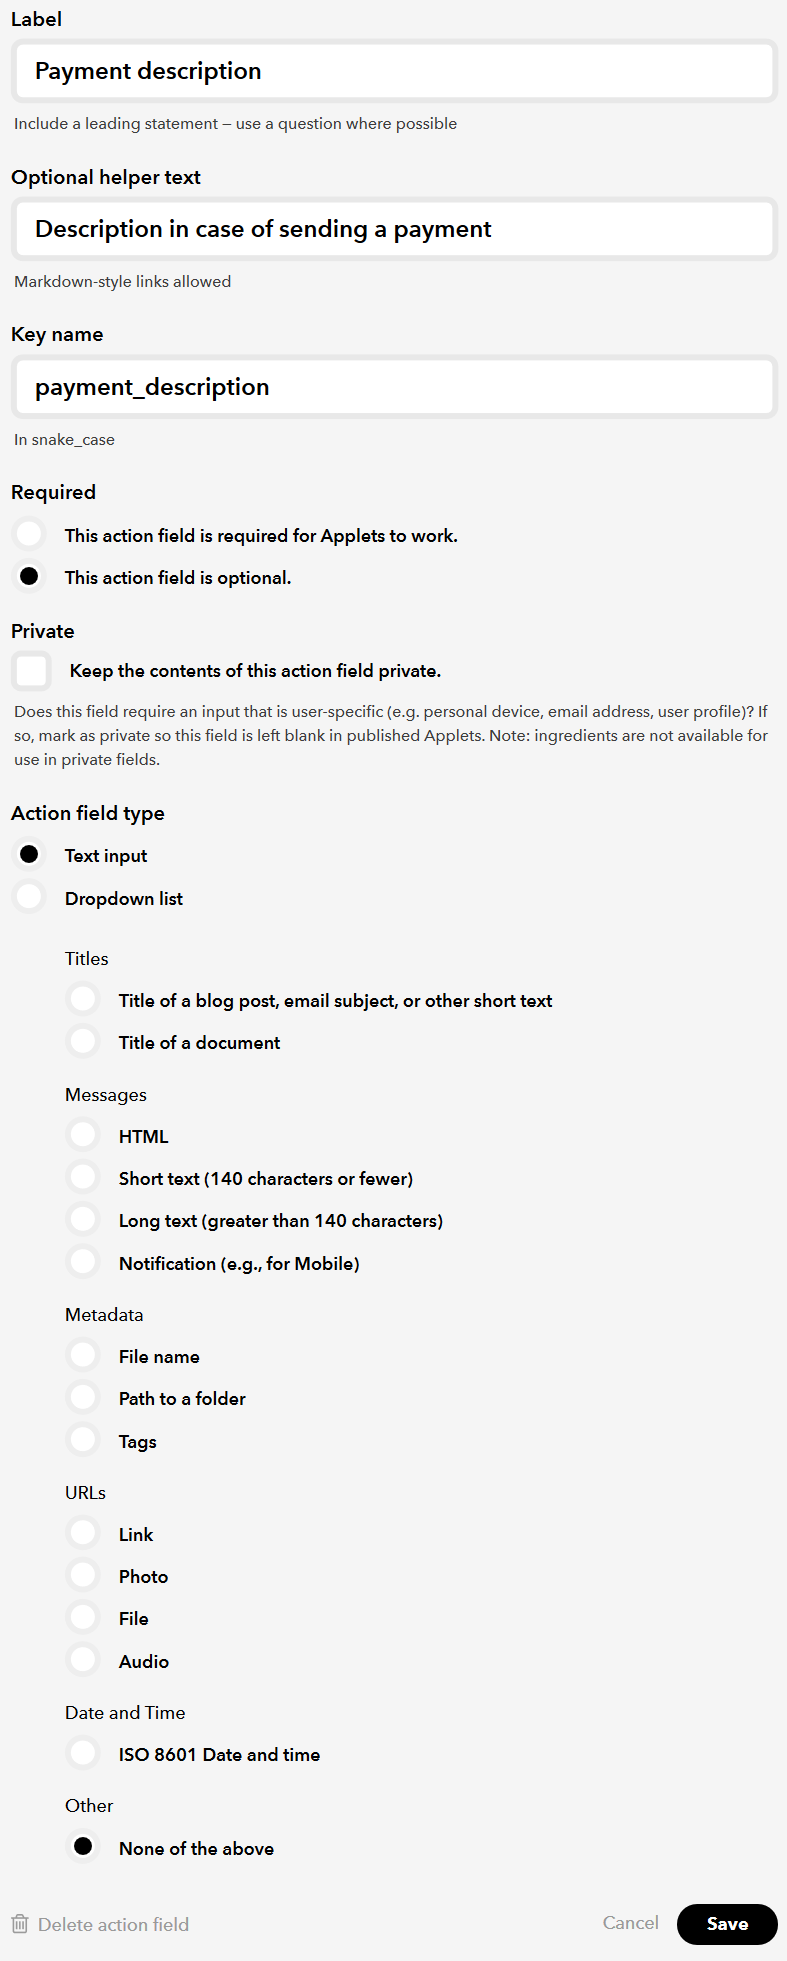 Label
Payment description
Include a leading statement – use a question where possible
Optional helper text
Description in case of sending a payment
Markdown-style links allowed
Key name
payment_description
In snake_case
Required
This action field is required for Applets to work.
This action field is optional.
Private
Keep the contents of this action field private.
Does this field require an input that is user-specific (e.g. personal device, email address, user profile)? If
so, mark as private so this field is left blank in published Applets. Note: ingredients are not available for
use in private fields.
Action field type
Text input
Dropdown list
Titles
Title of a blog post, email subject, or other short text
Title of a document
Messages
HTML
Short text (140 characters or fewer)
Long text (greater than 140 characters)
Notification (e.g., for Mobile)
Metadata
File name
Path to a folder
Tags
URLs
Link
Photo
File
Audio
Date and Time
ISO 8601 Date and time
Other
None of the above
Delete action field
Cancel
Save